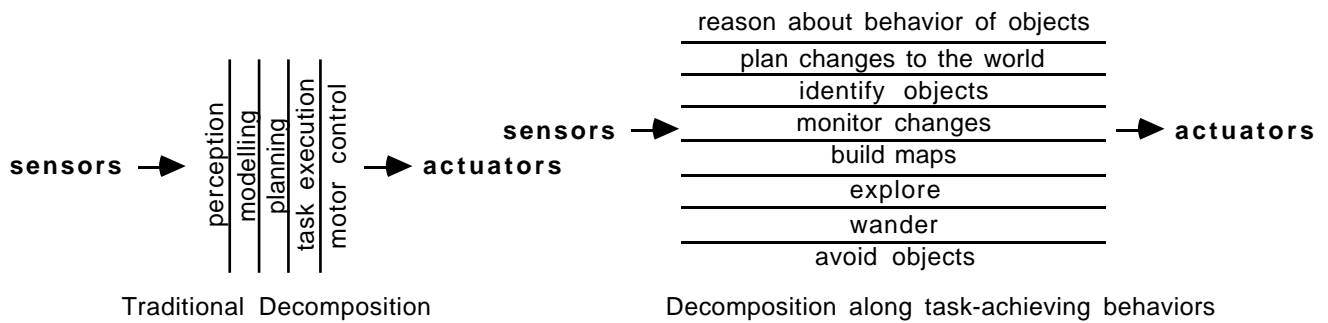 sensors
perception
modelling
planning
task execution
motor control
actuators
Traditional Decomposition
sensors
reason about behavior of objects
plan changes to the world
identify objects
monitor changes
build maps
explore
wander
avoid objects
actuators
Decomposition along task-achieving behaviors